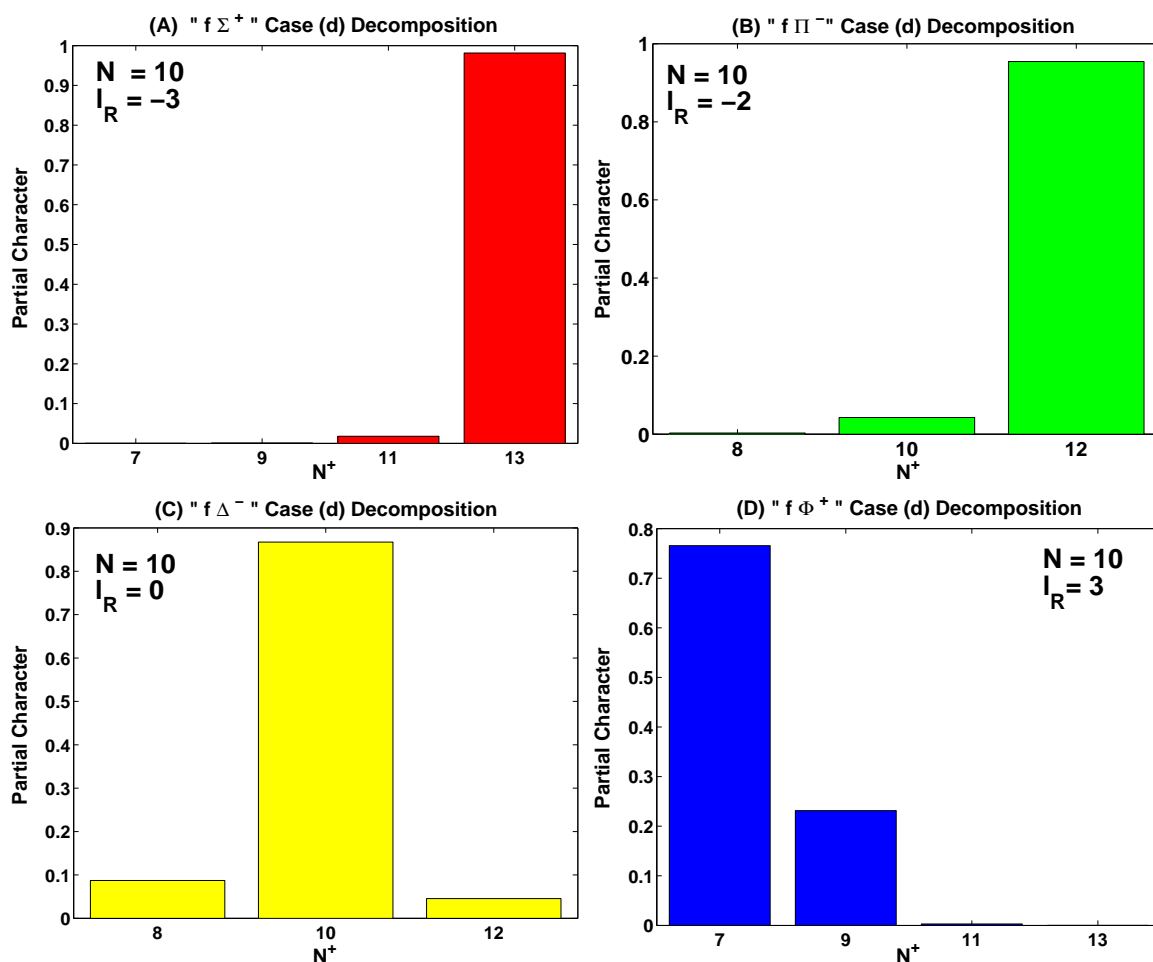 (A) " f Σ + " Case (d) Decomposition
N = 10
l_R = −3
Partial Character
1
0.9
0.8
0.7
0.6
0.5
0.4
0.3
0.2
0.1
0
7 9 11 13
N+
(B) " f Π −" Case (d) Decomposition
N = 10
l_R = −2
Partial Character
1
0.8
0.6
0.4
0.2
0
8 10 12
N+
(C) " f Δ − " Case (d) Decomposition
N = 10
l_R = 0
Partial Character
0.9
0.8
0.7
0.6
0.5
0.4
0.3
0.2
0.1
0
8 10 12
N+
(D) " f Φ + " Case (d) Decomposition
N = 10
l_R= 3
Partial Character
0.8
0.7
0.6
0.5
0.4
0.3
0.2
0.1
0
7 9 11 13
N+